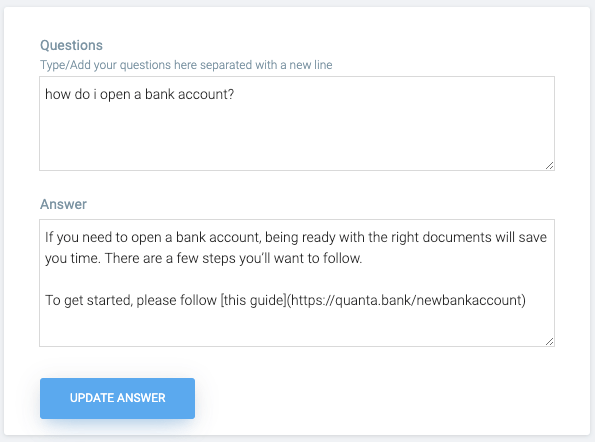 Questions
Type/Add your questions here separated with a new line
how do i open a bank account?
Answer
If you need to open a bank account, being ready with the right documents will save
you time. There are a few steps you'll want to follow.
To get started, please follow [this guide](https://quanta.bank/newbankaccount)
UPDATE ANSWER